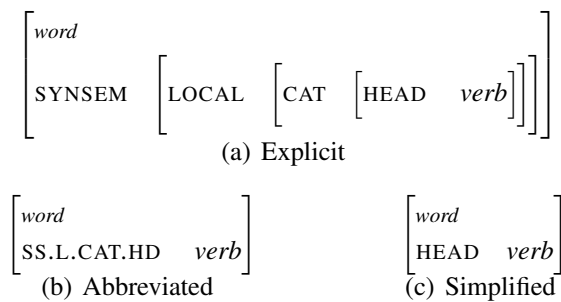 word
SYNSEM [LOCAL [CAT [HEAD verb]]]
(a) Explicit
word
SS.L.CAT.HD verb
(b) Abbreviated
word
HEAD verb
(c) Simplified